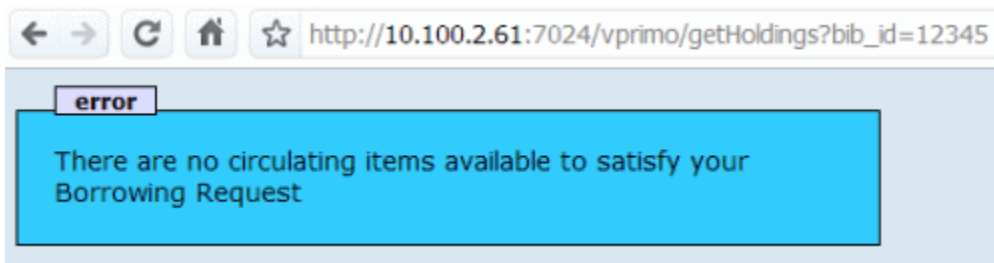 http://10.100.2.61:7024/vprimo/getHoldings?bib_id=12345
error
There are no circulating items available to satisfy your
Borrowing Request